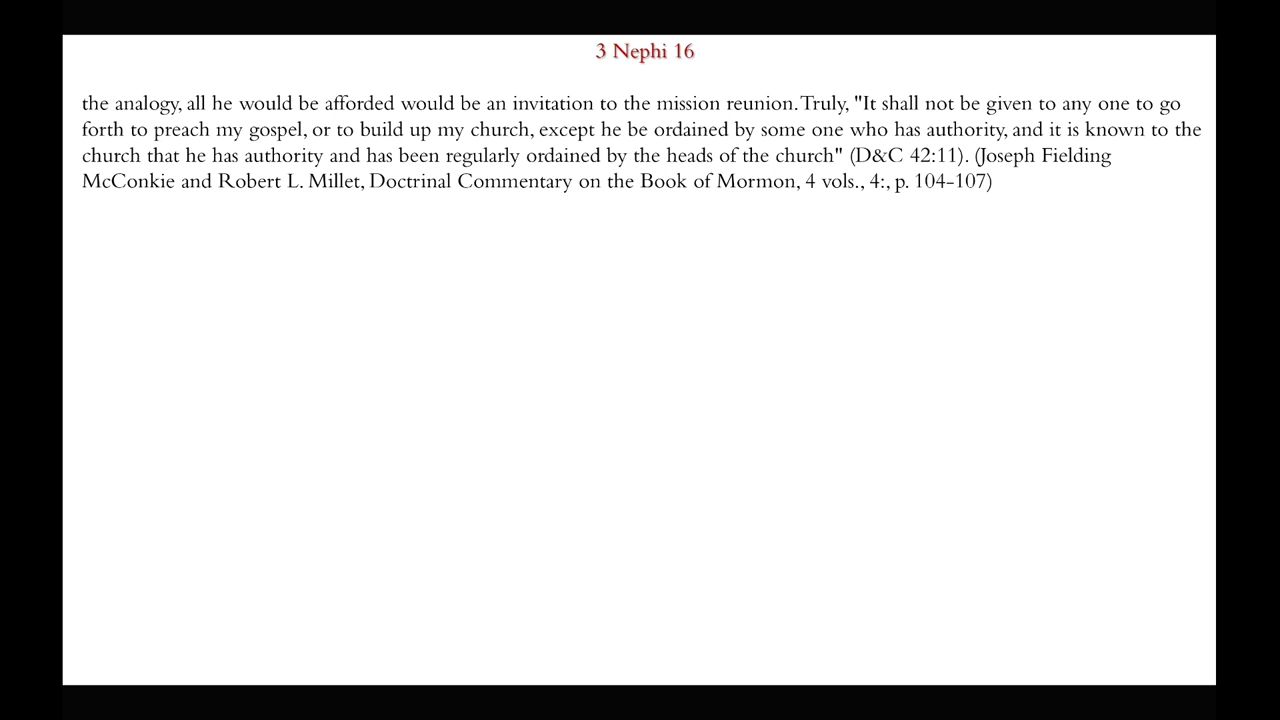 3 Nephi 16
the analogy, all he would be afforded would be an invitation to the mission reunion. Truly, "It shall not be given to any one to go
forth to preach my gospel, or to build up my church, except he be ordained by some one who has authority, and it is known to the
church that he has authority and has been regularly ordained by the heads of the church" (D&C 42:11). (Joseph Fielding
McConkie and Robert L. Millet, Doctrinal Commentary on the Book of Mormon, 4 vols., 4:, p. 104-107)